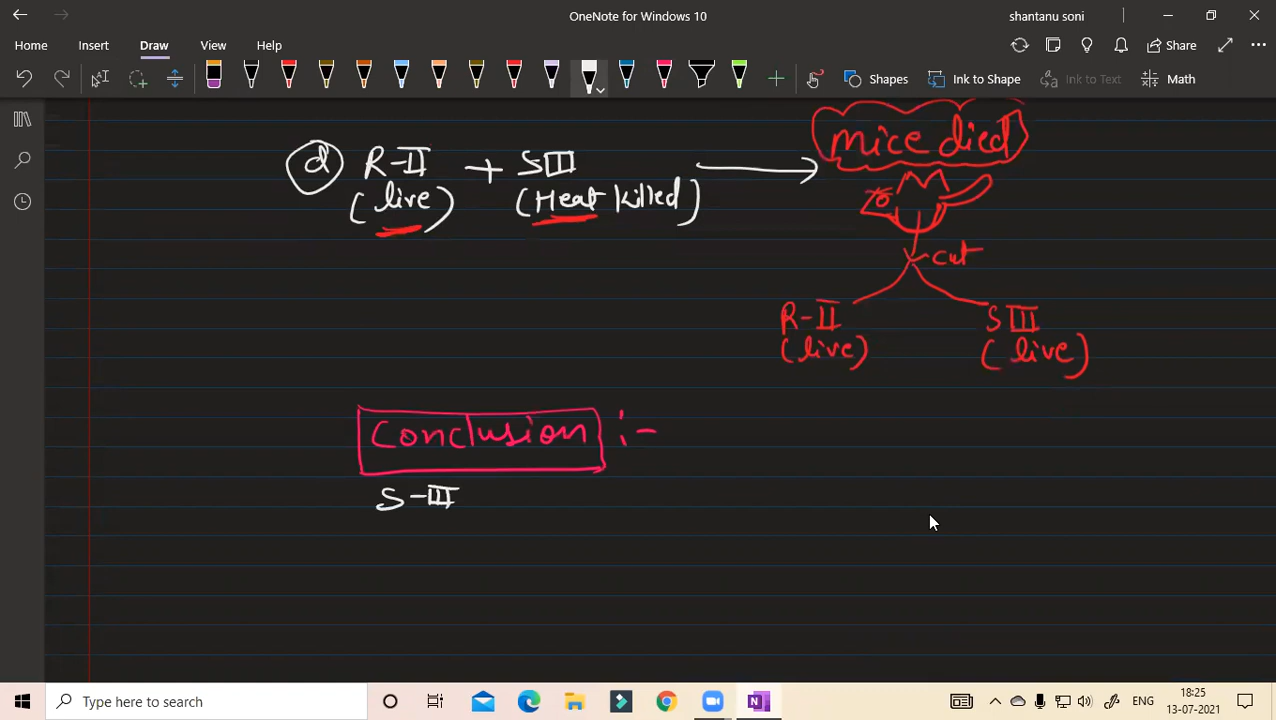 OneNote for Windows 10
shantanu soni
Home Insert Draw View Help
Share
Shapes
Ink to Shape
Ink to Text
Math
mice died
d R-II + SIII
(live) (Heat killed)
cut
R-II SIII
(live) (live)
Conclusion :-
S-III
Type here to search
ENG
18:25
13-07-2021